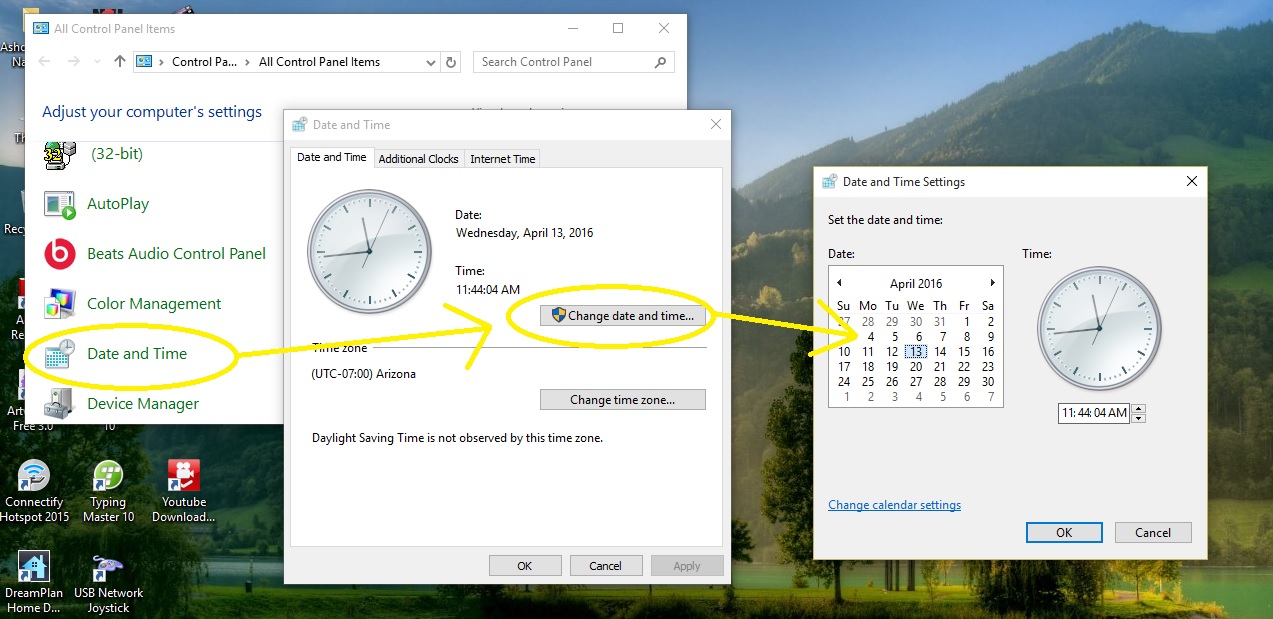 All Control Panel Items
Control Pa...
All Control Panel Items
Search Control Panel
Adjust your computer's settings
32
(32-bit)
AutoPlay
b
Beats Audio Control Panel
Color Management
Date and Time
Device Manager
Date and Time
Date and Time
Additional Clocks
Internet Time
Date:
Wednesday, April 13, 2016
Time:
11:44:04 AM
Change date and time...
Time zone
(UTC-07:00) Arizona
Change time zone...
Daylight Saving Time is not observed by this time zone.
OK
Cancel
Apply
Date and Time Settings
Set the date and time:
Date:
April 2016
Su Mo Tu We Th Fr Sa
27 28 29 30 31 1 2
4 5 6 7 8 9
10 11 12 13 14 15 16
17 18 19 20 21 22 23
24 25 26 27 28 29 30
1 2 3 4 5 6 7
Time:
11:44:04 AM
Change calendar settings
OK
Cancel
Free 3.0
10
Connectify
Hotspot 2015
Typing
Master 10
Youtube
Download...
DreamPlan
Home D...
USB Network
Joystick